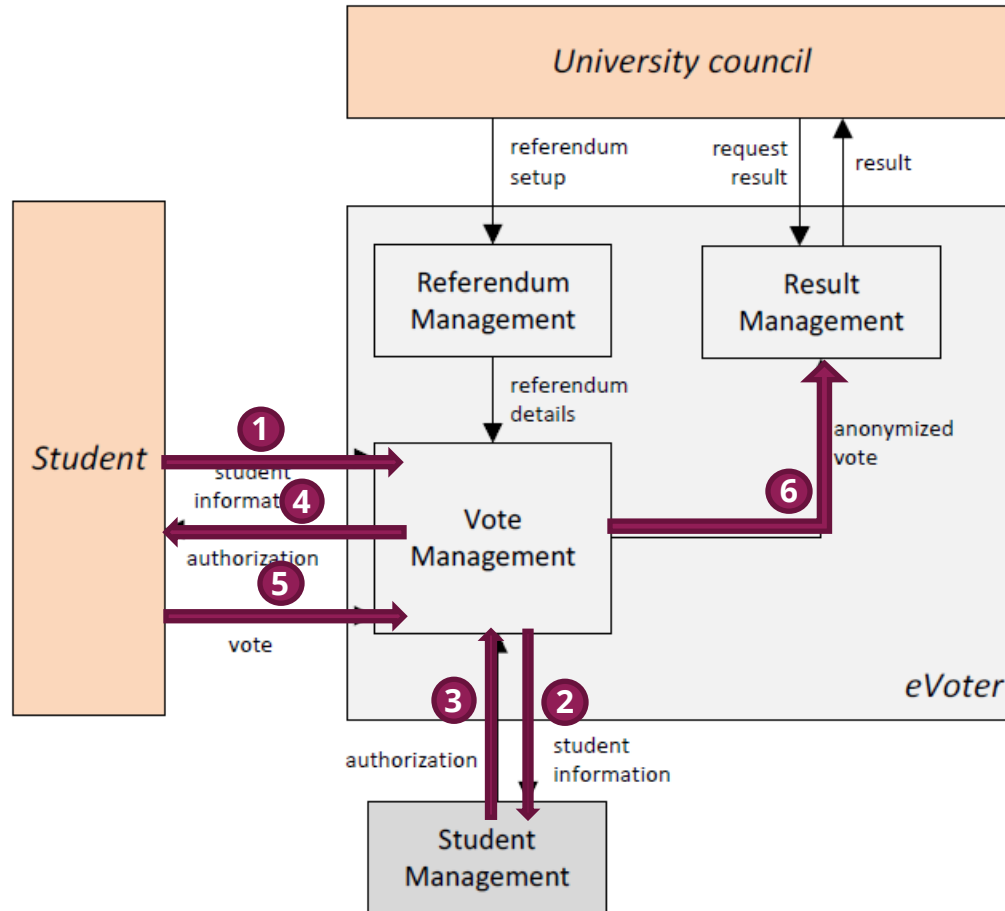 University council
referendum
setup
request
result
result
Referendum
Management
Result
Management
referendum
details
1
Student
student
informat
4
authorization
5
vote
Vote
Management
anonymized
vote
6
3
2
eVoter
authorization
student
information
Student
Management